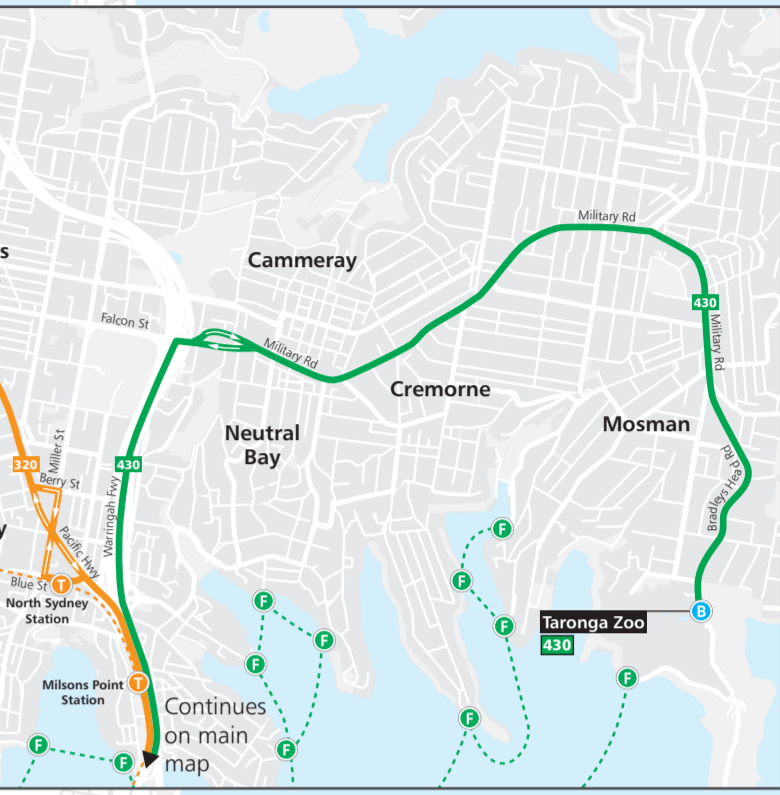 Military Rd
Cammeray
s
430
Falcon St
Military Rd
Military Rd
Cremorne
Mosman
Neutral
Bay
320
Miller St
430
Berry St
Warringah Fwy
Bradleys Head Rd
y
Pacific Hwy
F
Blue St
T
North Sydney
Station
F
F
F
B
Taronga Zoo
430
F
F
F
F
Milsons Point
Station
T
Continues
on main
map
F
F
F
F